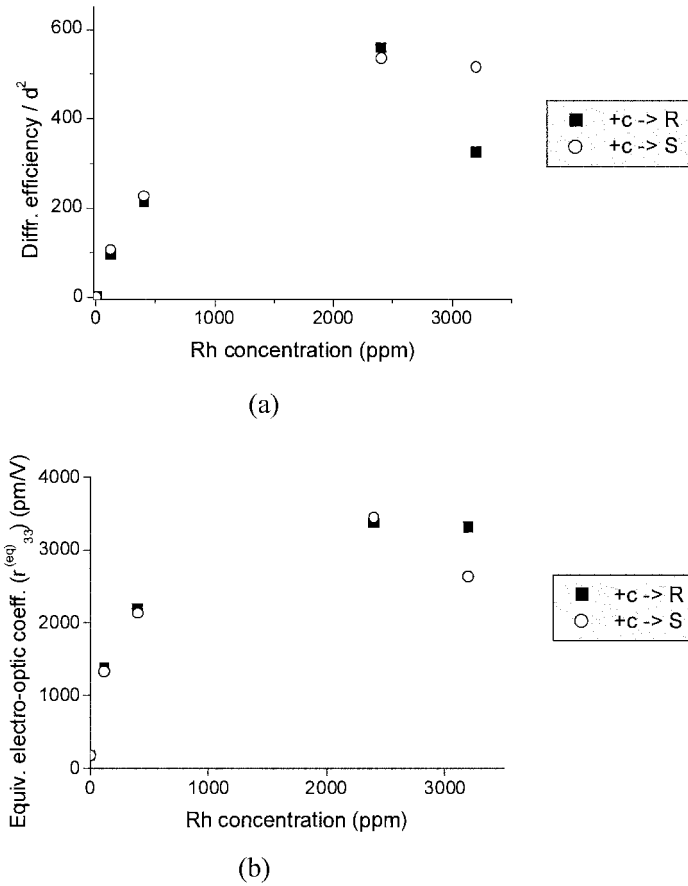 600
400
200
0
Diffr. efficiency / d²
0 1000 2000 3000
Rh concentration (ppm)
■ +c -> R
○ +c -> S
(a)
4000
3000
2000
1000
0
Equiv. electro-optic coeff. (r⁽ᵉq⁾₃₃) (pm/V)
0 1000 2000 3000
Rh concentration (ppm)
■ +c -> R
○ +c -> S
(b)